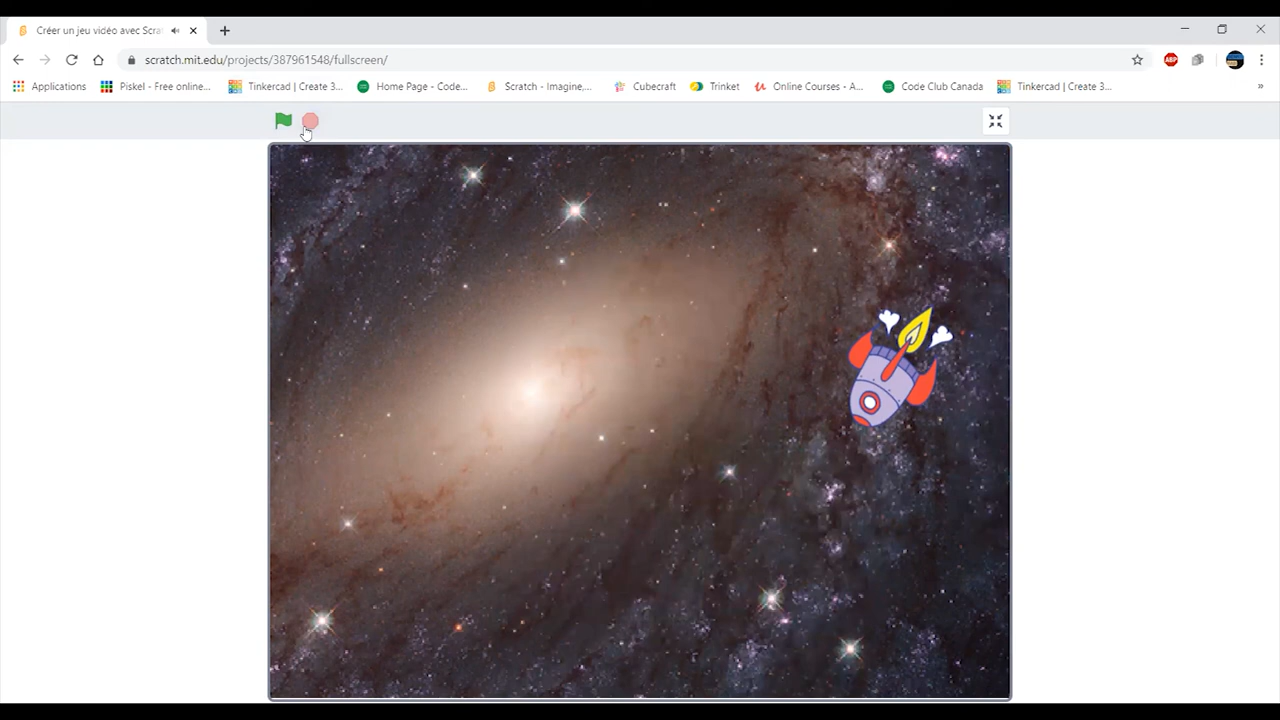 Créer un jeu vidéo avec Scra
scratch.mit.edu/projects/387961548/fullscreen/
ABP
Applications Piskel - Free online... Tinkercad | Create 3... Home Page - Code... Scratch - Imagine,... Cubecraft Trinket Online Courses - A... Code Club Canada Tinkercad | Create 3... »